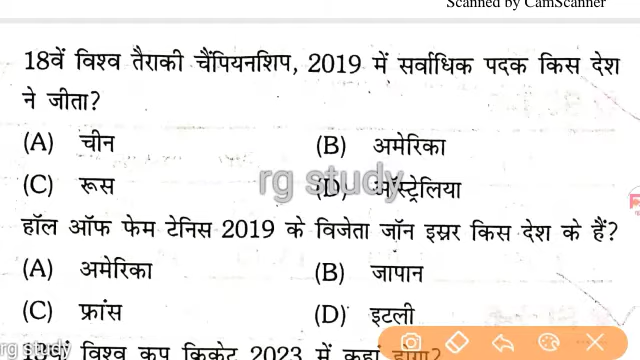 Scanned by CamScanner
18वें विश्व तैराकी चैंपियनशिप, 2019 में सर्वाधिक पदक किस देश
ने जीता?
(A) चीन (B) अमेरिका
(C) रूस (D) ऑस्ट्रेलिया
rg study
हॉल ऑफ फेम टेनिस 2019 के विजेता जॉन इस्नर किस देश के हैं?
(A) अमेरिका (B) जापान
(C) फ्रांस (D) इटली
rg study
13वां विश्व कप क्रिकेट 2023 में कहां होगा?